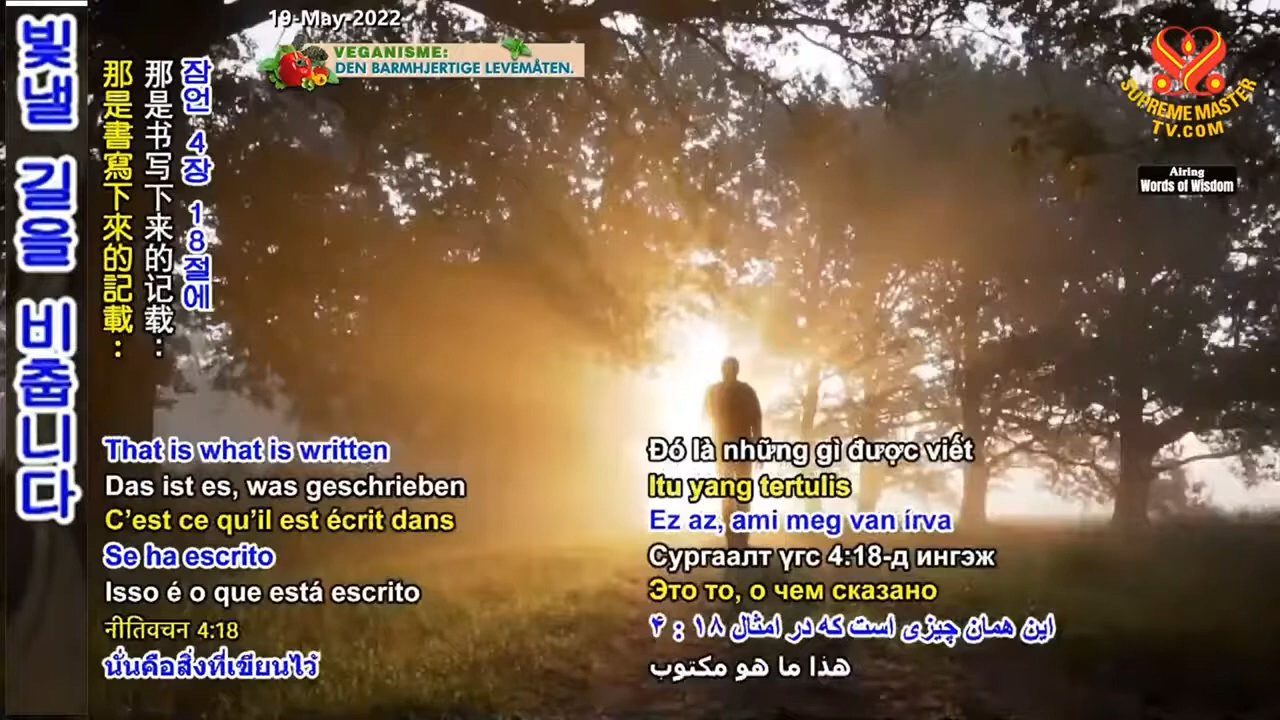 19-May-2022
VEGANISME:
DEN BARMHJERTIGE LEVEMÅTEN.
SUPREME MASTER
TV.COM
Airing
Words of Wisdom
빛낼 길을 비춥니다
那是書寫下來的記載：
那是书写下来的记载：
잠언 4장 18절에
That is what is written
Das ist es, was geschrieben
C’est ce qu’il est écrit dans
Se ha escrito
Isso é o que está escrito
नीतिवचन 4:18
นั่นคือสิ่งที่เขียนไว้
Đó là những gì được viết
Itu yang tertulis
Ez az, ami meg van írva
Сургаалт үгс 4:18-д ингэж
Это то, о чем сказано
این همان چیزی است که در امثال ۱۸ : ۴
هذا ما هو مكتوب